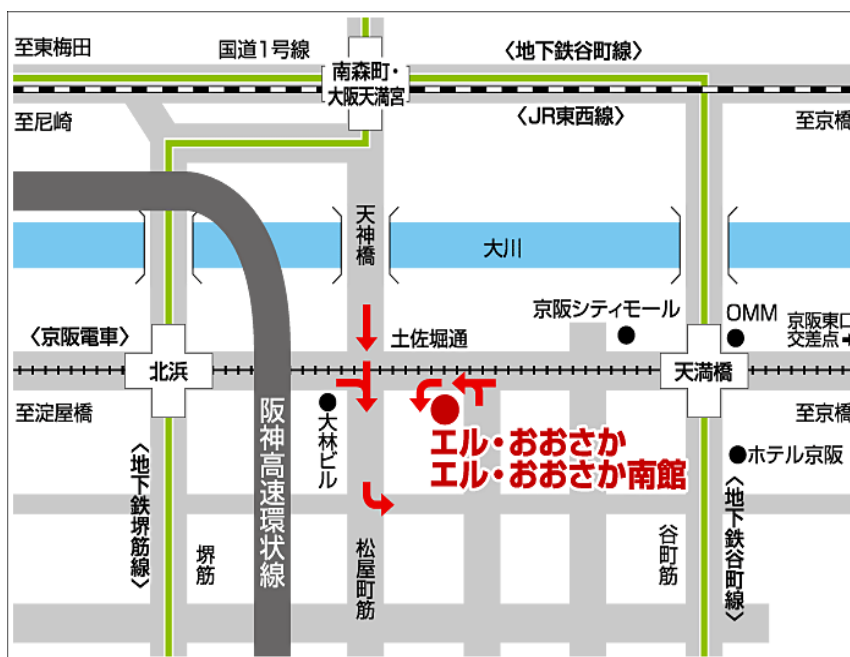 至東梅田
国道1号線
〈地下鉄谷町線〉
南森町・
大阪天満宮
至尼崎
〈JR東西線〉
至京橋
天神橋
大川
京阪シティモール
OMM
京阪東口
交差点
〈京阪電車〉
土佐堀通
北浜
天満橋
至淀屋橋
大林ビル
阪神高速環状線
至京橋
エル・おおさか
エル・おおさか南館
ホテル京阪
〈地下鉄堺筋線〉
堺筋
松屋町筋
谷町筋
〈地下鉄谷町線〉